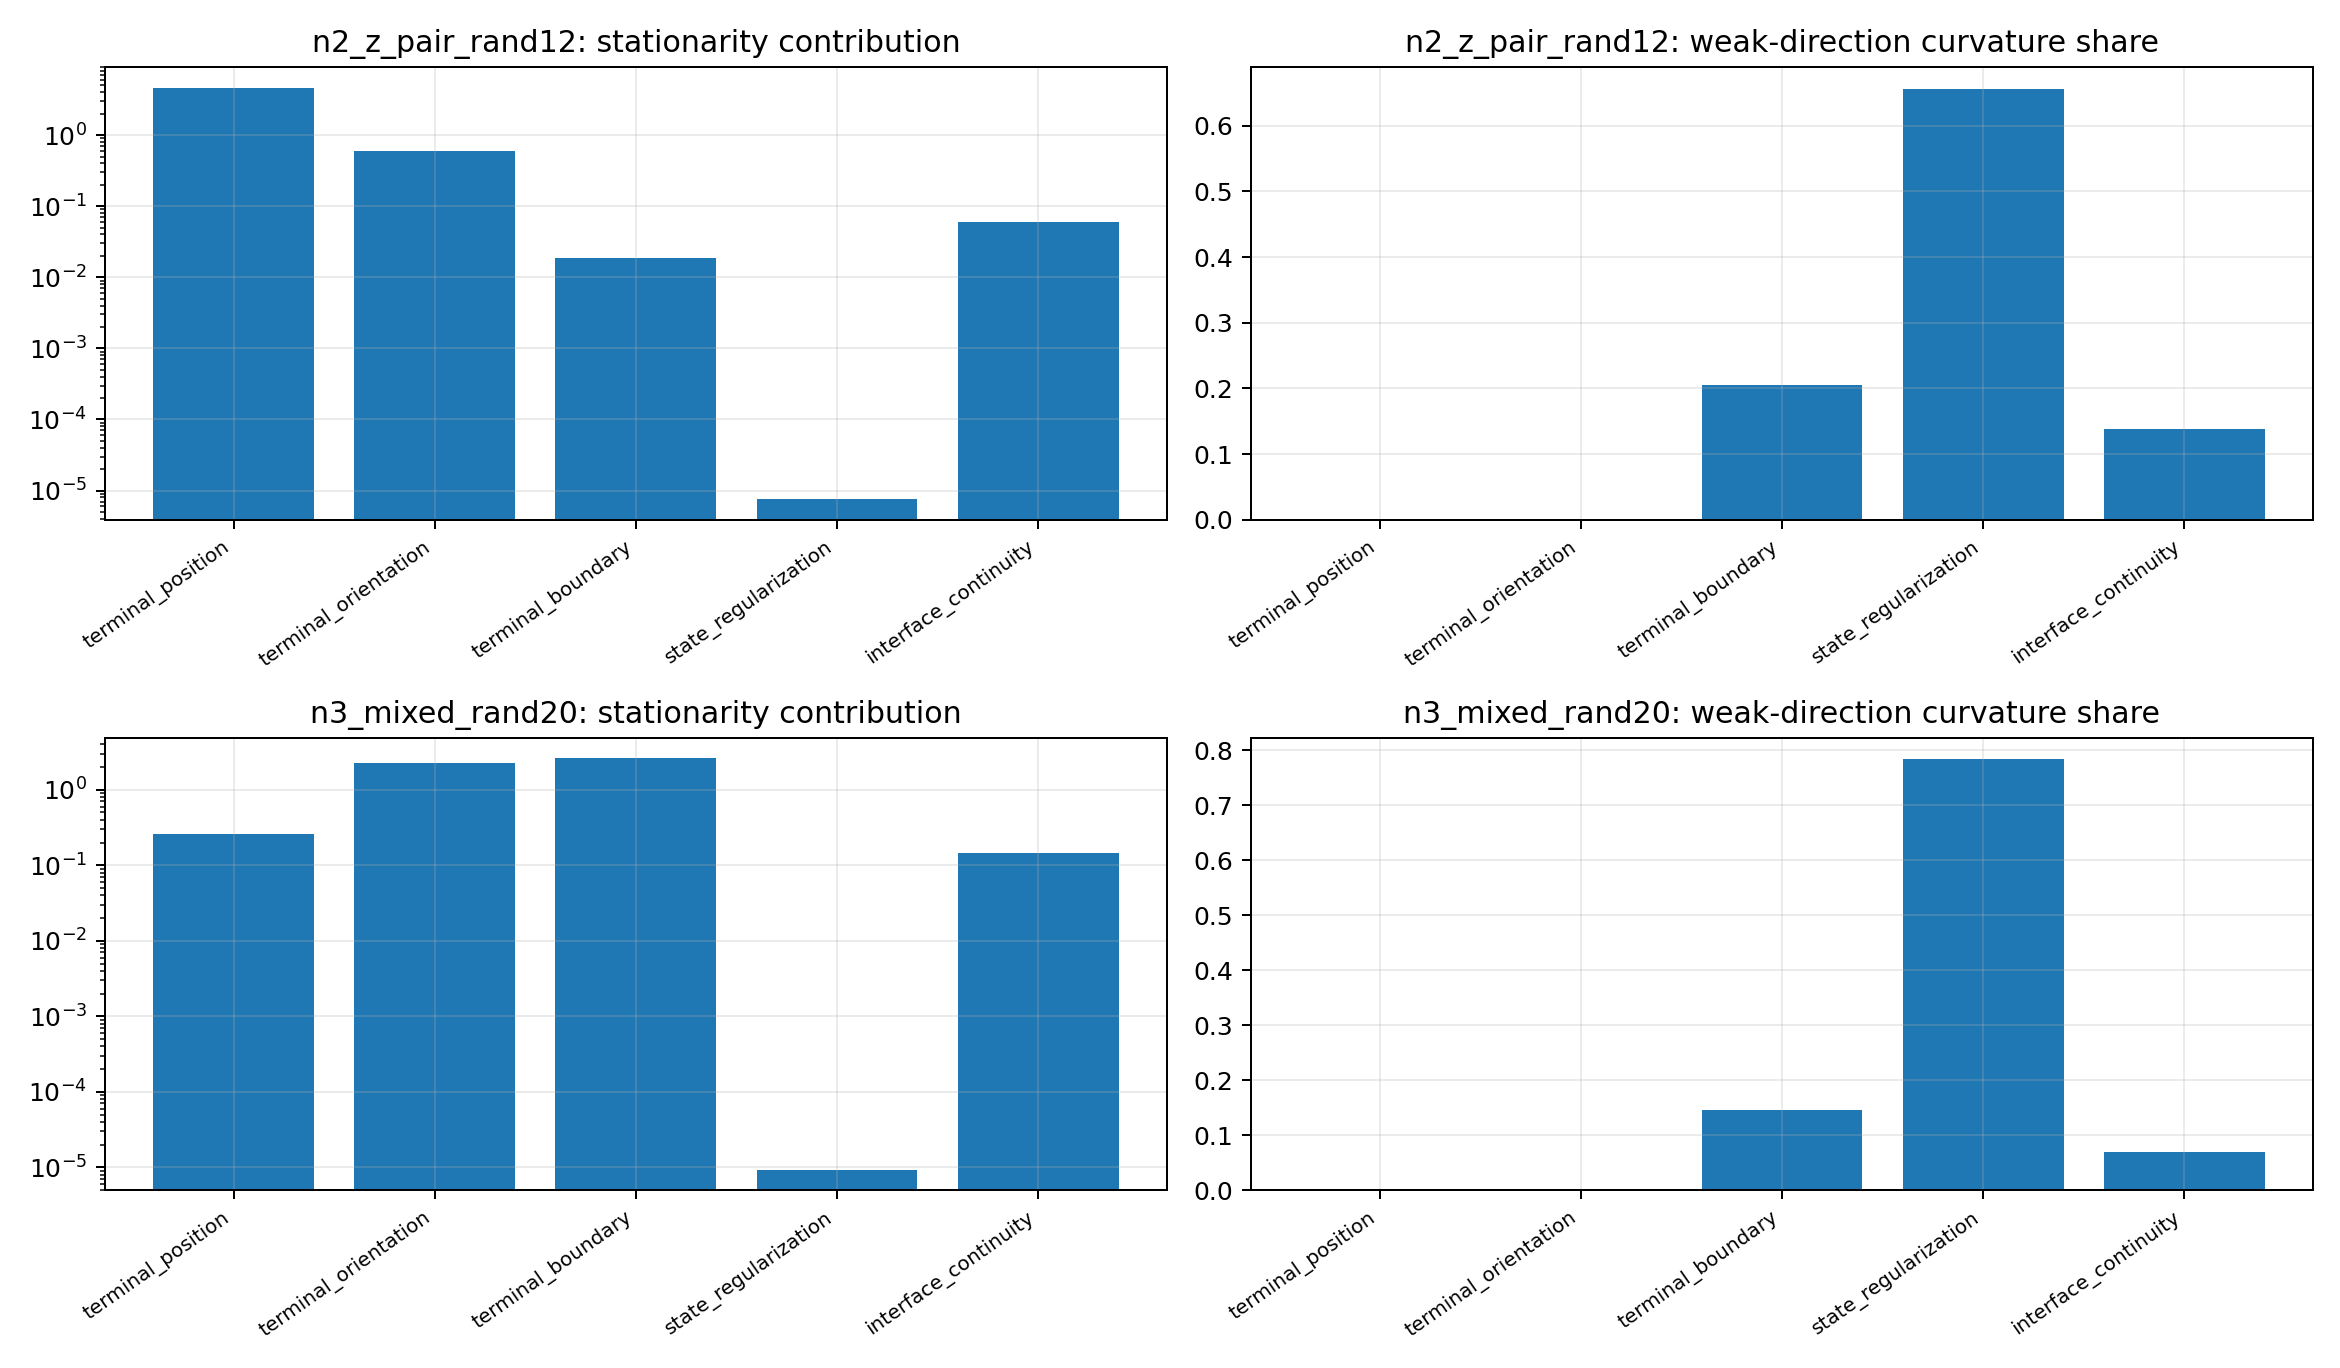 n2_z_pair_rand12: stationarity contribution
10⁰
10⁻¹
10⁻²
10⁻³
10⁻⁴
10⁻⁵
terminal_position
terminal_orientation
terminal_boundary
state_regularization
interface_continuity
n2_z_pair_rand12: weak-direction curvature share
0.6
0.5
0.4
0.3
0.2
0.1
0.0
terminal_position
terminal_orientation
terminal_boundary
state_regularization
interface_continuity
n3_mixed_rand20: stationarity contribution
10⁰
10⁻¹
10⁻²
10⁻³
10⁻⁴
10⁻⁵
terminal_position
terminal_orientation
terminal_boundary
state_regularization
interface_continuity
n3_mixed_rand20: weak-direction curvature share
0.8
0.7
0.6
0.5
0.4
0.3
0.2
0.1
0.0
terminal_position
terminal_orientation
terminal_boundary
state_regularization
interface_continuity